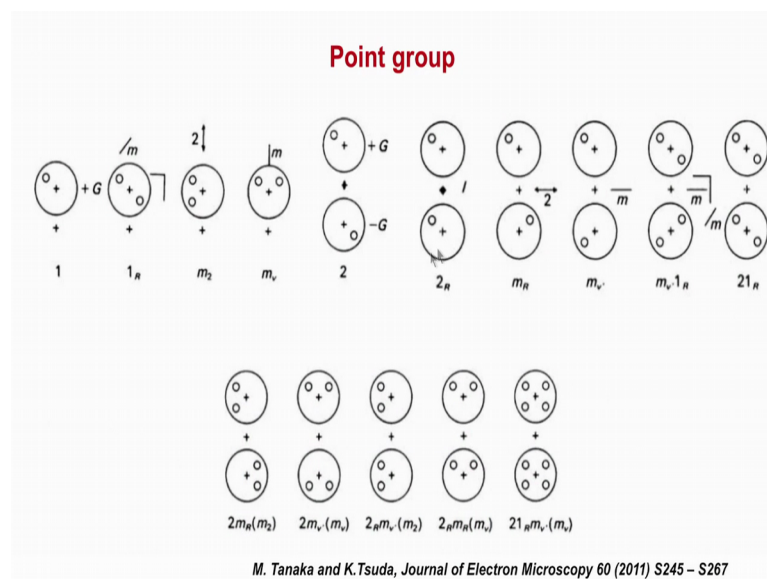 Point group
/m
2
m
+ G
-G
+ G
I
2
m
m
/m
1
1R
m2
mv
2
2R
mR
mv'
mv'1R
21R
2mR(m2)
2mv'(mv)
2Rmv'(m2)
2RmR(mv)
21Rmv'(mv)
M. Tanaka and K.Tsuda, Journal of Electron Microscopy 60 (2011) S245 – S267